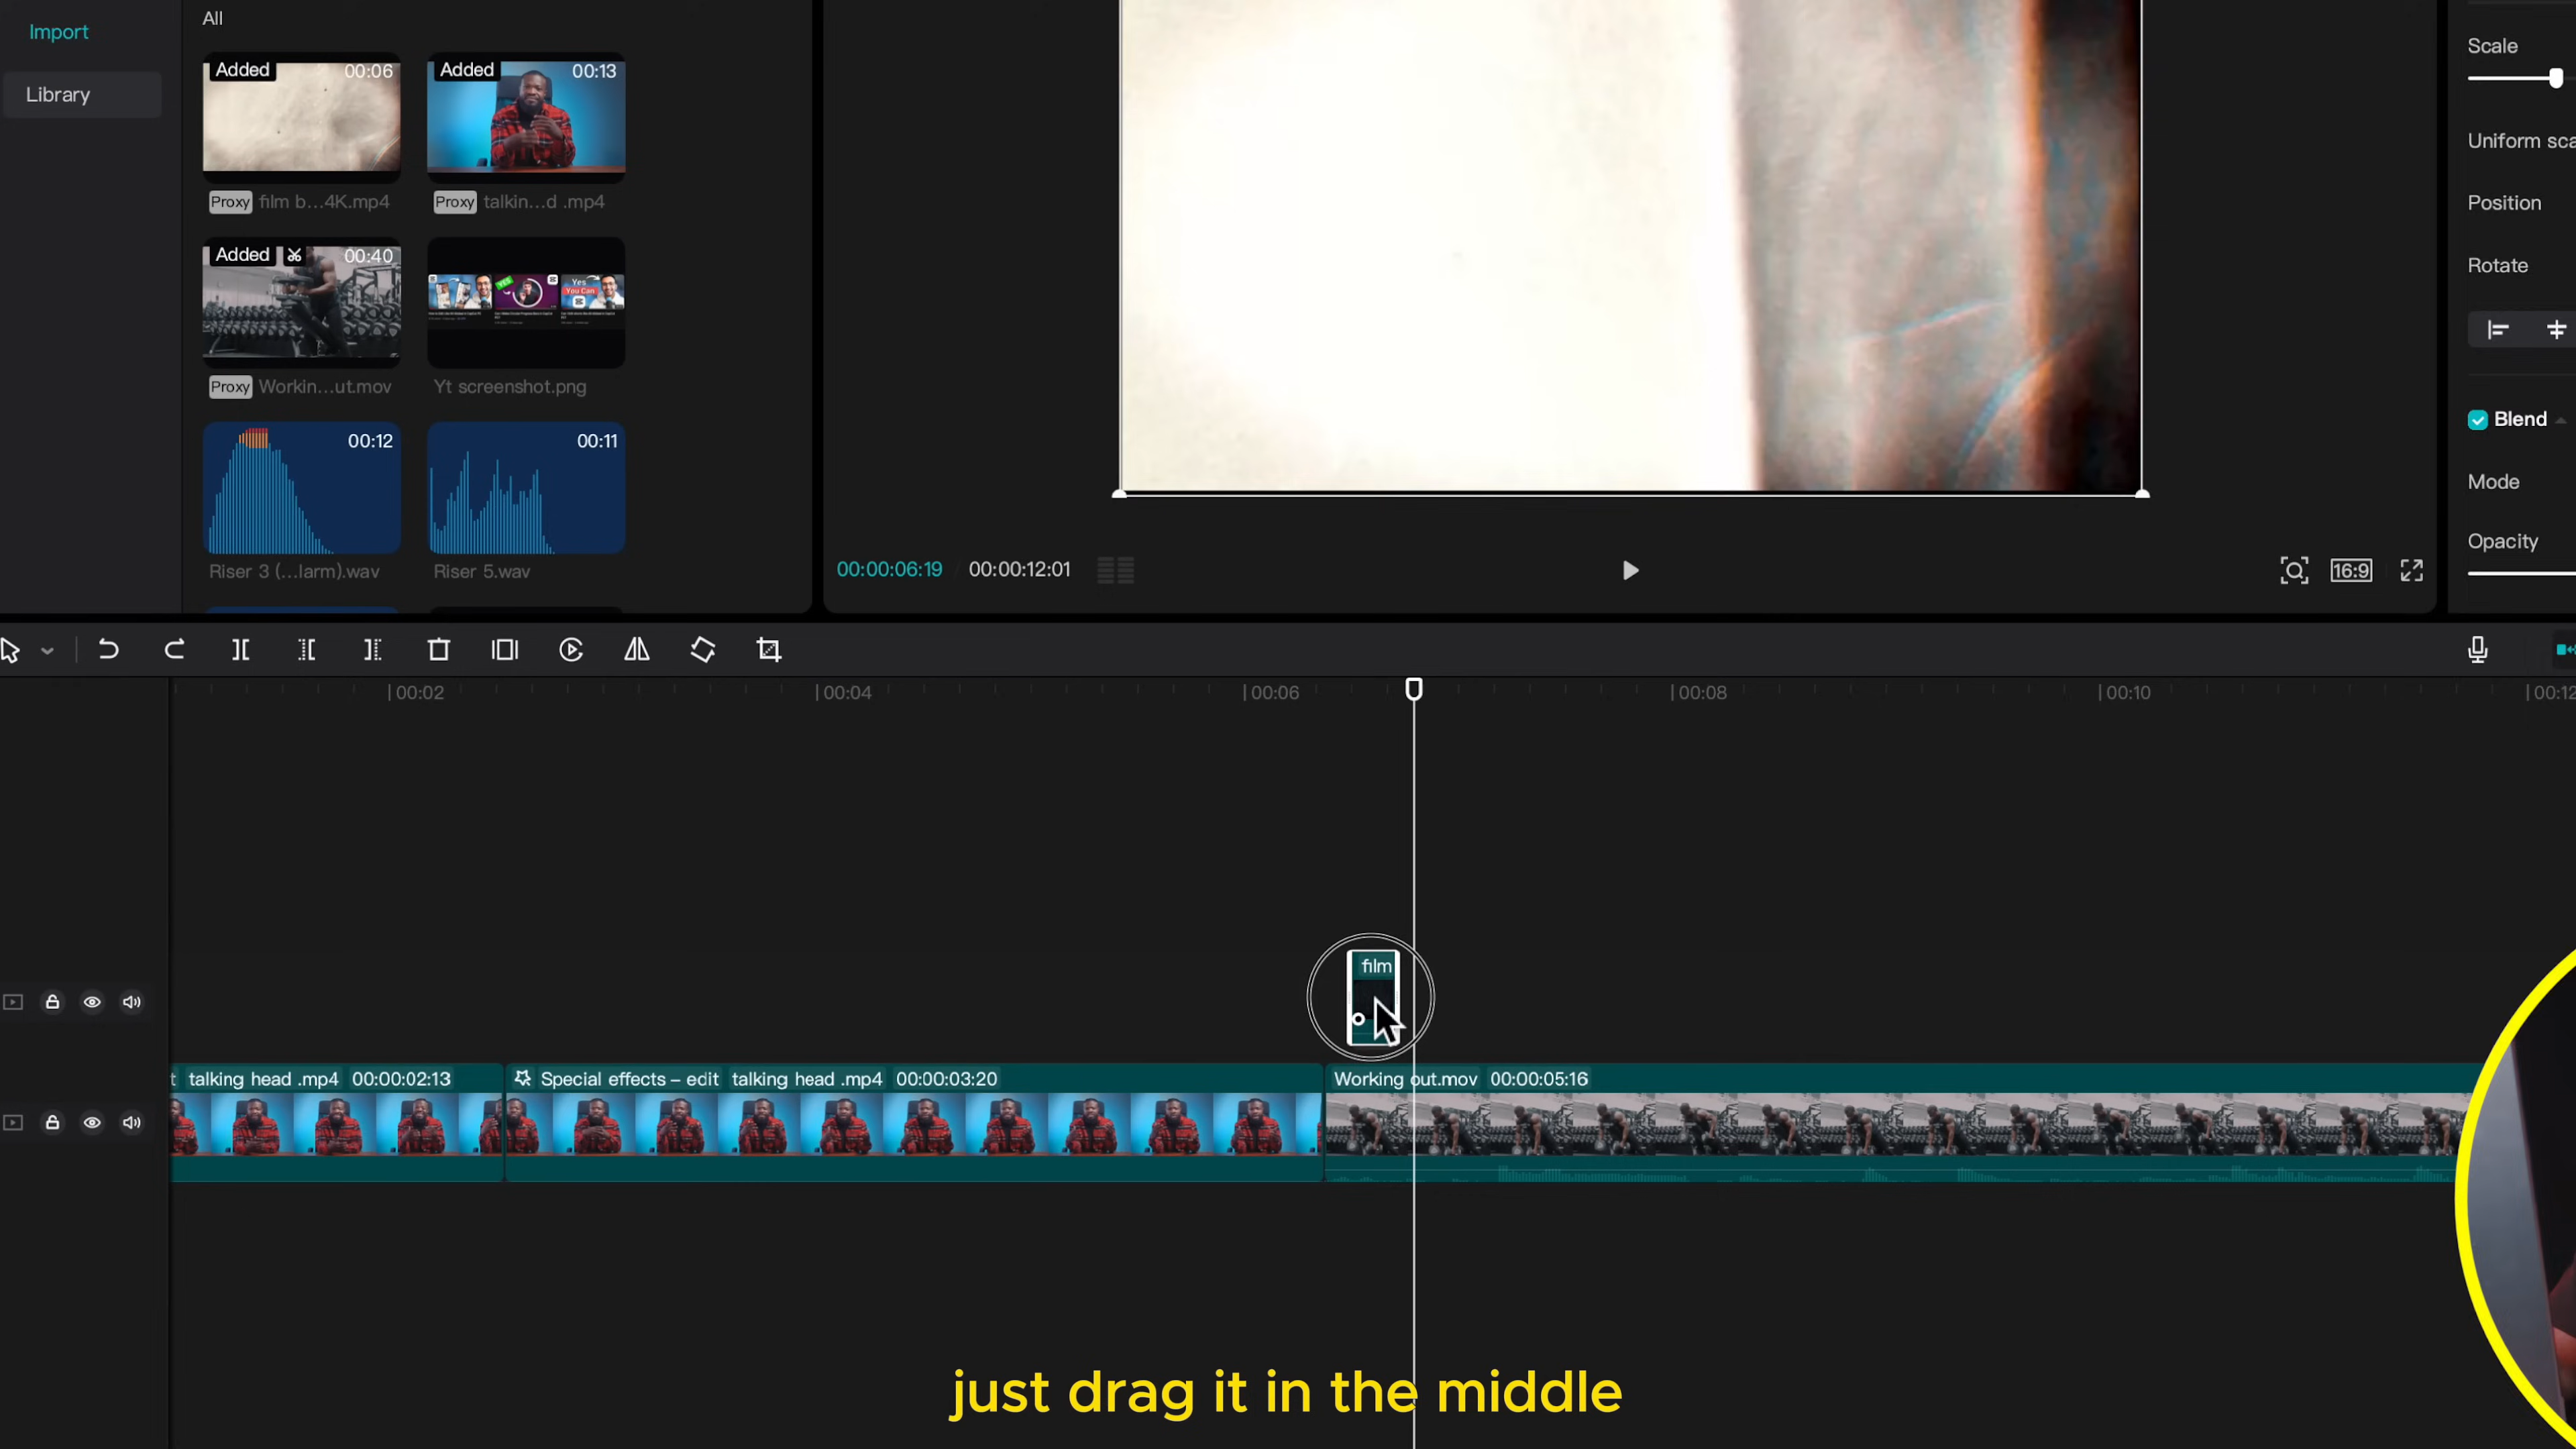 Import
All
Library
Added 00:06
Added 00:13
Proxy film b...4K.mp4
Proxy talkin...d .mp4
Added 00:40
YES
Yes
You Can
Proxy Workin...ut.mov
Yt screenshot.png
00:12
00:11
Riser 3 (...larm).wav
Riser 5.wav
00:00:06:19 / 00:00:12:01
16:9
Scale
Uniform sca
Position
Rotate
Blend
Mode
Opacity
00:02
00:04
00:06
00:08
00:10
00:12
film
t talking head .mp4 00:00:02:13
Special effects – edit talking head .mp4 00:00:03:20
Working out.mov 00:00:05:16
just drag it in the middle